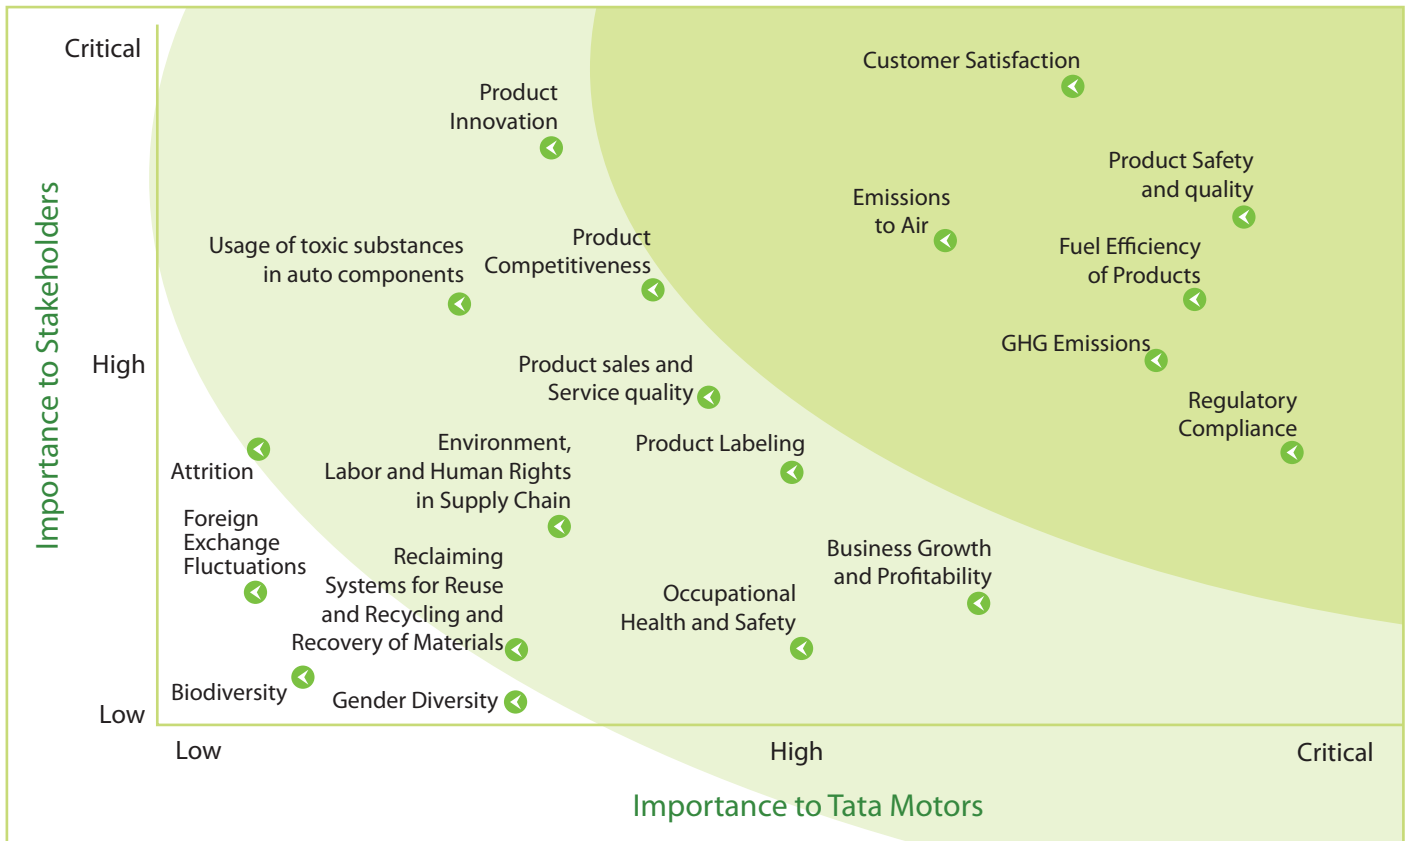 Critical
Customer Satisfaction
Product
Innovation
Product Safety
and quality
Emissions
to Air
Usage of toxic substances
in auto components
Product
Competitiveness
Fuel Efficiency
of Products
Importance to Stakeholders
High
GHG Emissions
Product sales and
Service quality
Regulatory
Compliance
Attrition
Environment,
Labor and Human Rights
in Supply Chain
Product Labeling
Foreign
Exchange
Fluctuations
Reclaiming
Systems for Reuse
and Recycling and
Recovery of Materials
Occupational
Health and Safety
Business Growth
and Profitability
Biodiversity
Gender Diversity
Low
Low
High
Critical
Importance to Tata Motors